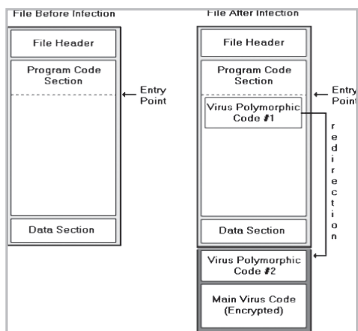 File Before Infection
File Header
Program Code
Section
Entry
Point
Data Section
File After Infection
File Header
Program Code
Section
Entry
Point
Virus Polymorphic
Code #1
redirection
Data Section
Virus Polymorphic
Code #2
Main Virus Code
(Encrypted)